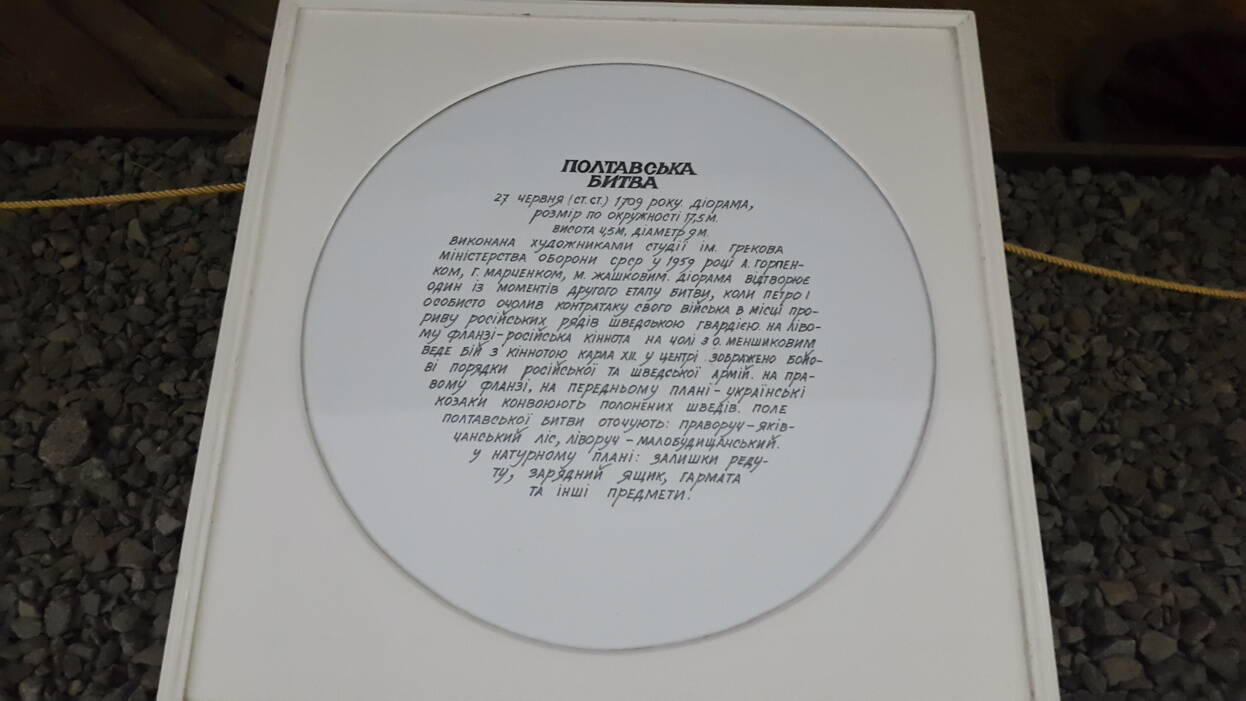 ПОЛТАВСЬКА
БИТВА
27 ЧЕРВНЯ (СТ. СТ.) 1709 РОКУ. ДІОРАМА,
РОЗМІР ПО ОКРУЖНОСТІ 17,5 М.
ВИСОТА 4,5М, ДІАМЕТР 9М.
ВИКОНАНА ХУДОЖНИКАМИ СТУДІЇ ІМ. ГРЕКОВА
МІНІСТЕРСТВА ОБОРОНИ СРСР У 1959 РОЦІ А. ГОРПЕН-
КОМ, Г. МАРЧЕНКОМ, М. ЖАШКОВИМ. ДІОРАМА ВІДТВОРЮЄ
ОДИН ІЗ МОМЕНТІВ ДРУГОГО ЕТАПУ БИТВИ, КОЛИ ПЕТРО І
ОСОБИСТО ОЧОЛИВ КОНТРАТАКУ СВОГО ВІЙСЬКА В МІСЦІ ПРО-
РИВУ РОСІЙСЬКИХ РЯДІВ ШВЕДСЬКОЮ ГВАРДІЄЮ. НА ЛІВО-
МУ ФЛАНЗІ – РОСІЙСЬКА КІННОТА НА ЧОЛІ З О. МЕНШИКОВИМ
ВЕДЕ БІЙ З КІННОТОЮ КАРЛА XII. У ЦЕНТРІ ЗОБРАЖЕНО БОЙО-
ВІ ПОРЯДКИ РОСІЙСЬКОЇ ТА ШВЕДСЬКОЇ АРМІЙ. НА ПРА-
ВОМУ ФЛАНЗІ, НА ПЕРЕДНЬОМУ ПЛАНІ – УКРАЇНСЬКІ
КОЗАКИ КОНВОЮЮТЬ ПОЛОНЕНИХ ШВЕДІВ. ПОЛЕ
ПОЛТАВСЬКОЇ БИТВИ ОТОЧУЮТЬ: ПРАВОРУЧ – ЯКІВ-
ЧАНСЬКИЙ ЛІС, ЛІВОРУЧ – МАЛОБУДИЩАНСЬКИЙ.
У НАТУРНОМУ ПЛАНІ: ЗАЛИШКИ РЕДУ-
ТУ, ЗАРЯДНИЙ ЯЩИК, ГАРМАТА
ТА ІНШІ ПРЕДМЕТИ.